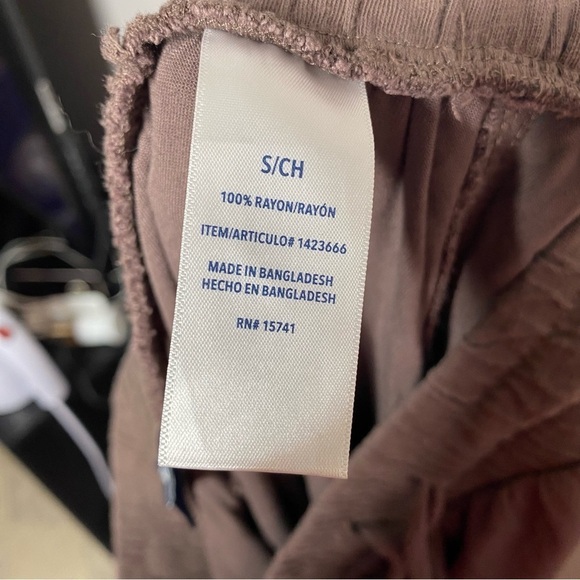 S/CH
100% RAYON/RAYÓN
ITEM/ARTICULO# 1423666
MADE IN BANGLADESH
HECHO EN BANGLADESH
RN# 15741